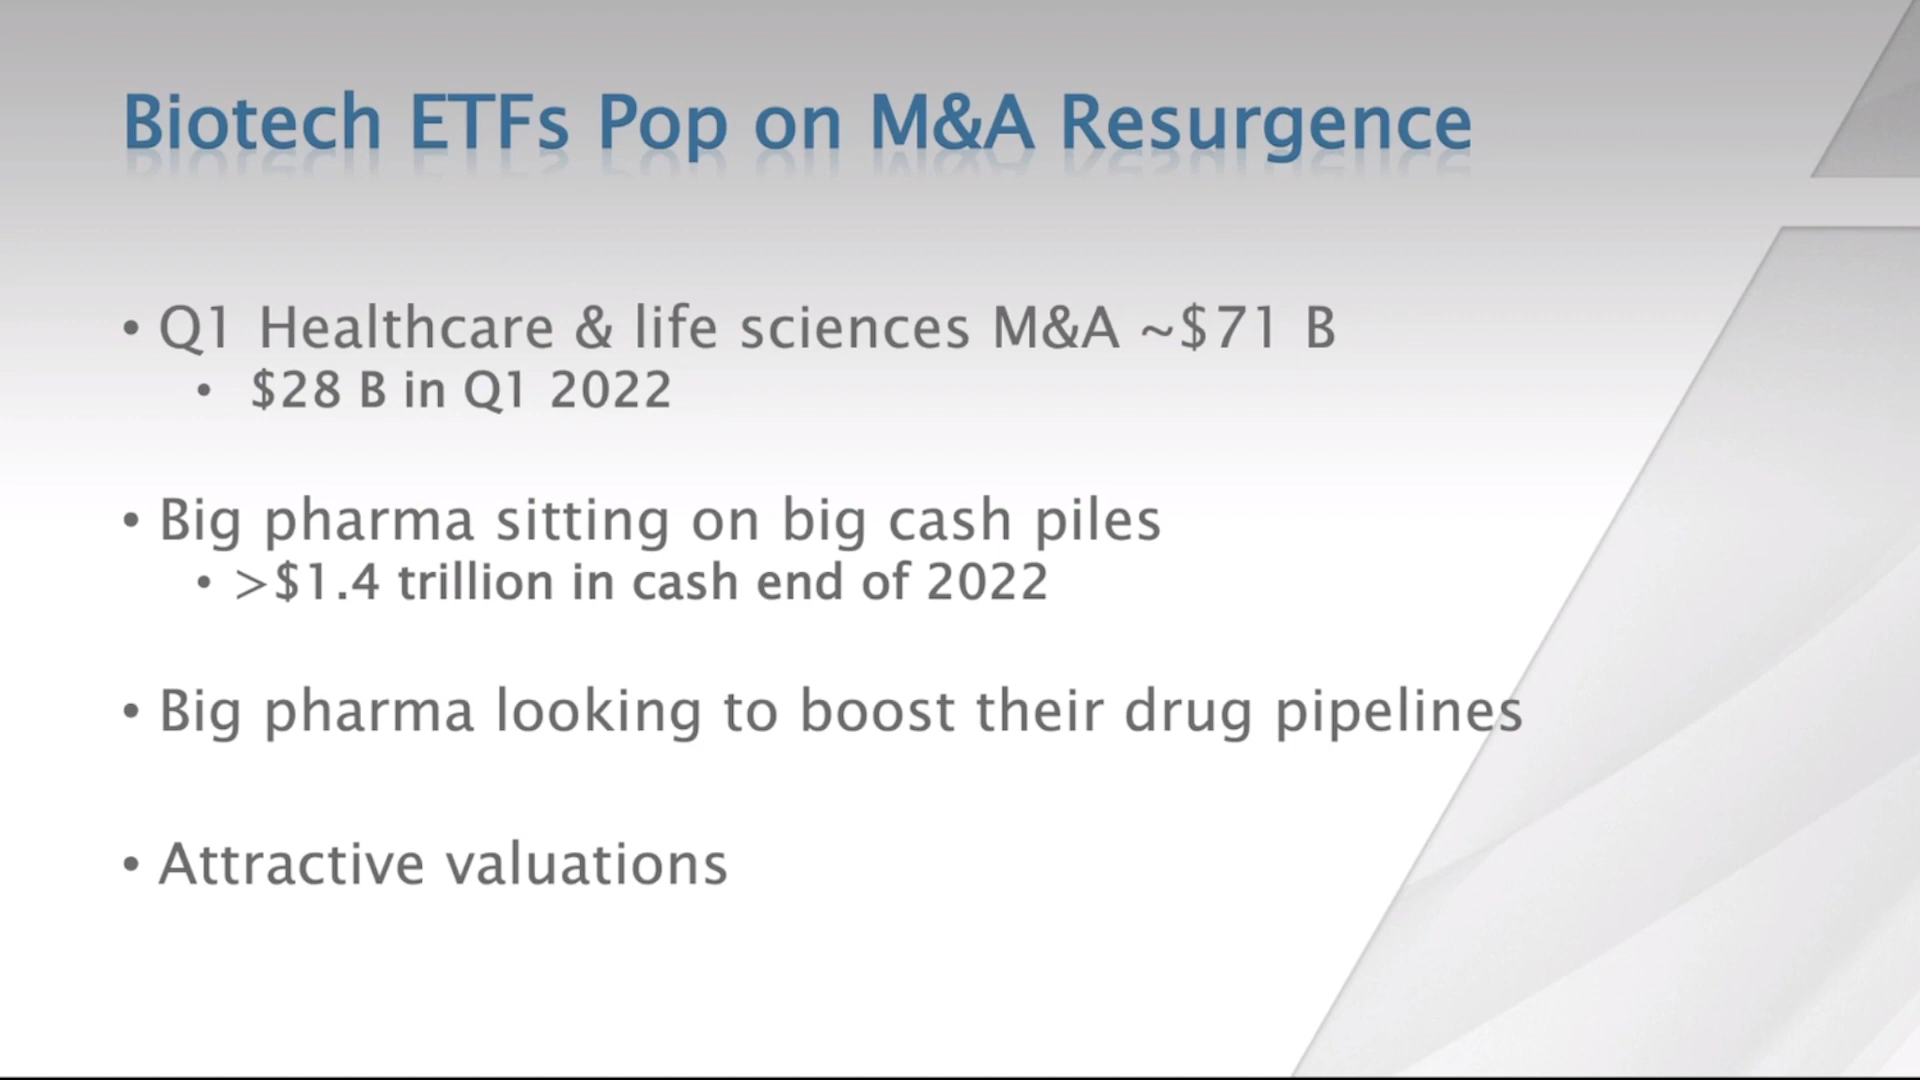 Biotech ETFs Pop on M&A Resurgence
• Q1 Healthcare & life sciences M&A ~$71 B
• $28 B in Q1 2022
• Big pharma sitting on big cash piles
• >$1.4 trillion in cash end of 2022
• Big pharma looking to boost their drug pipelines
• Attractive valuations